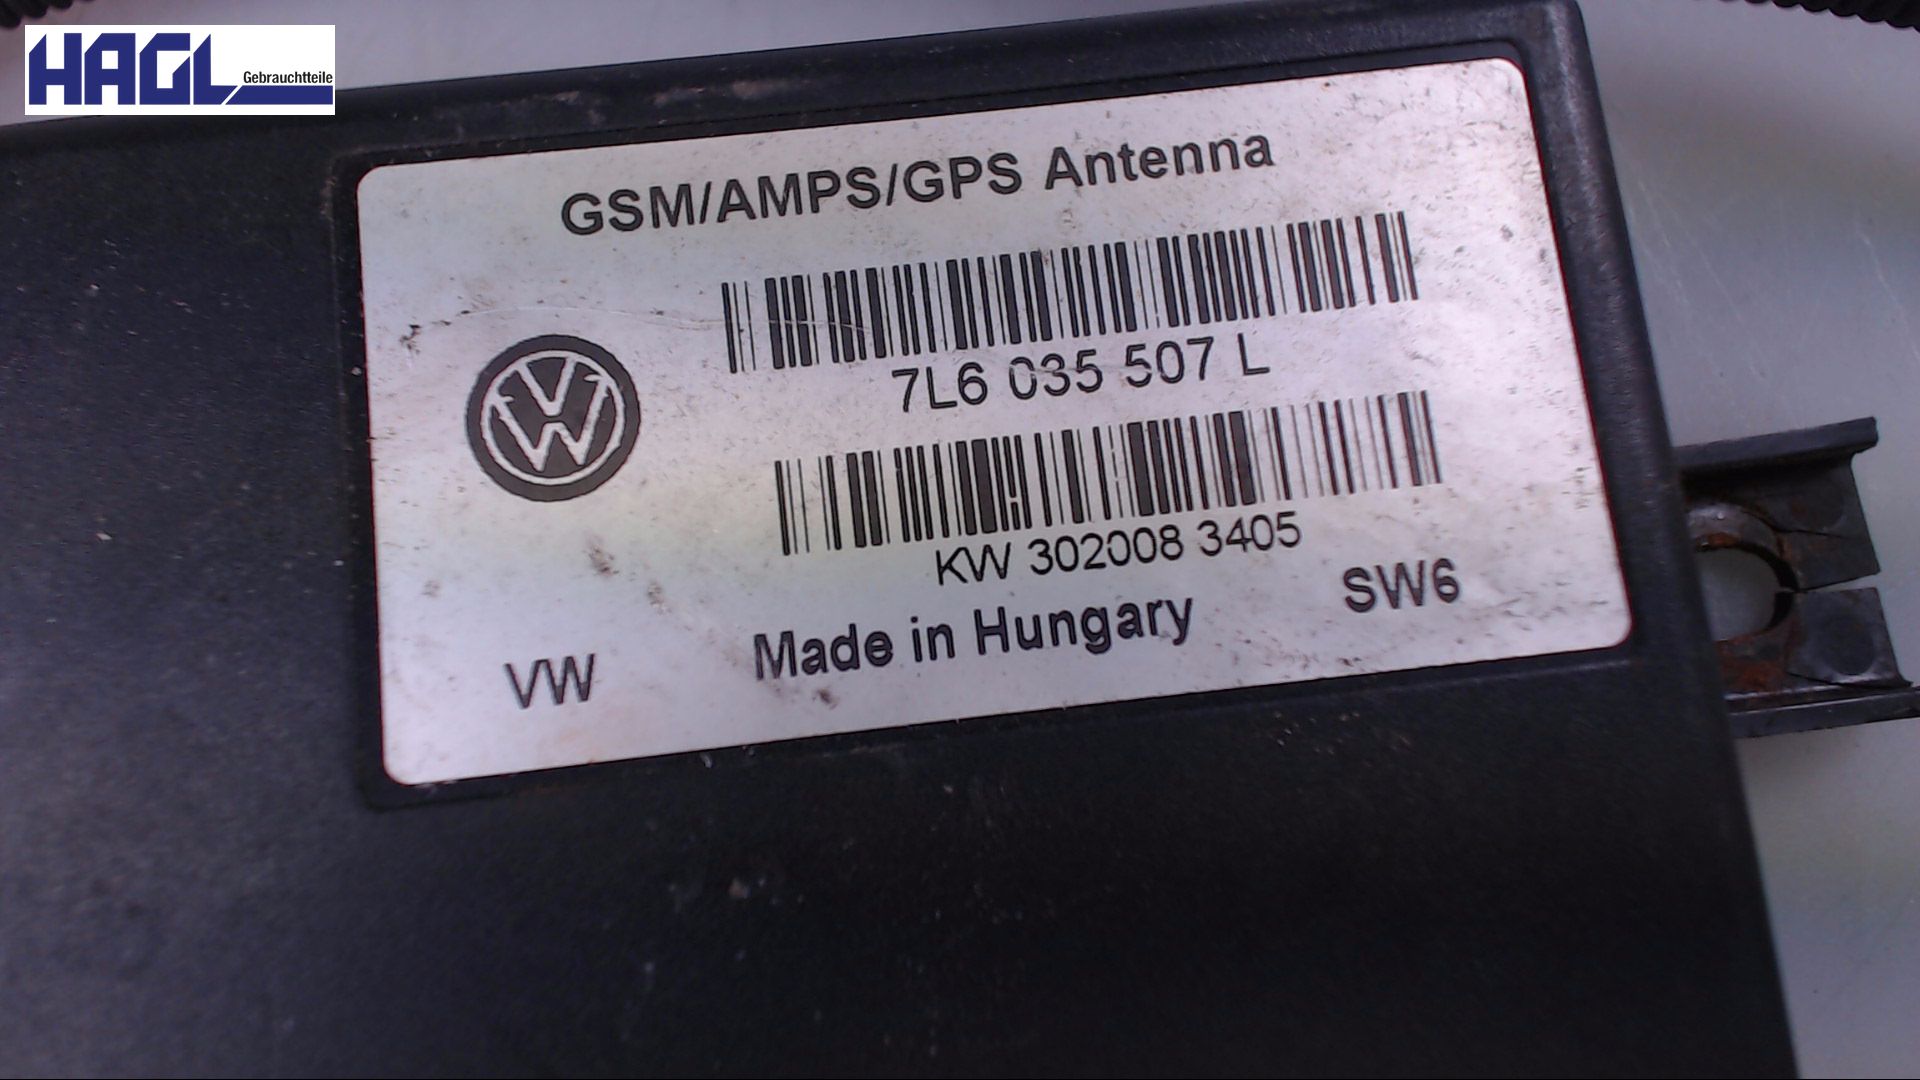 HAGL
Gebrauchtteile
GSM/AMPS/GPS Antenna
7L6 035 507 L
KW 302008 3405
SW6
Made in Hungary
VW